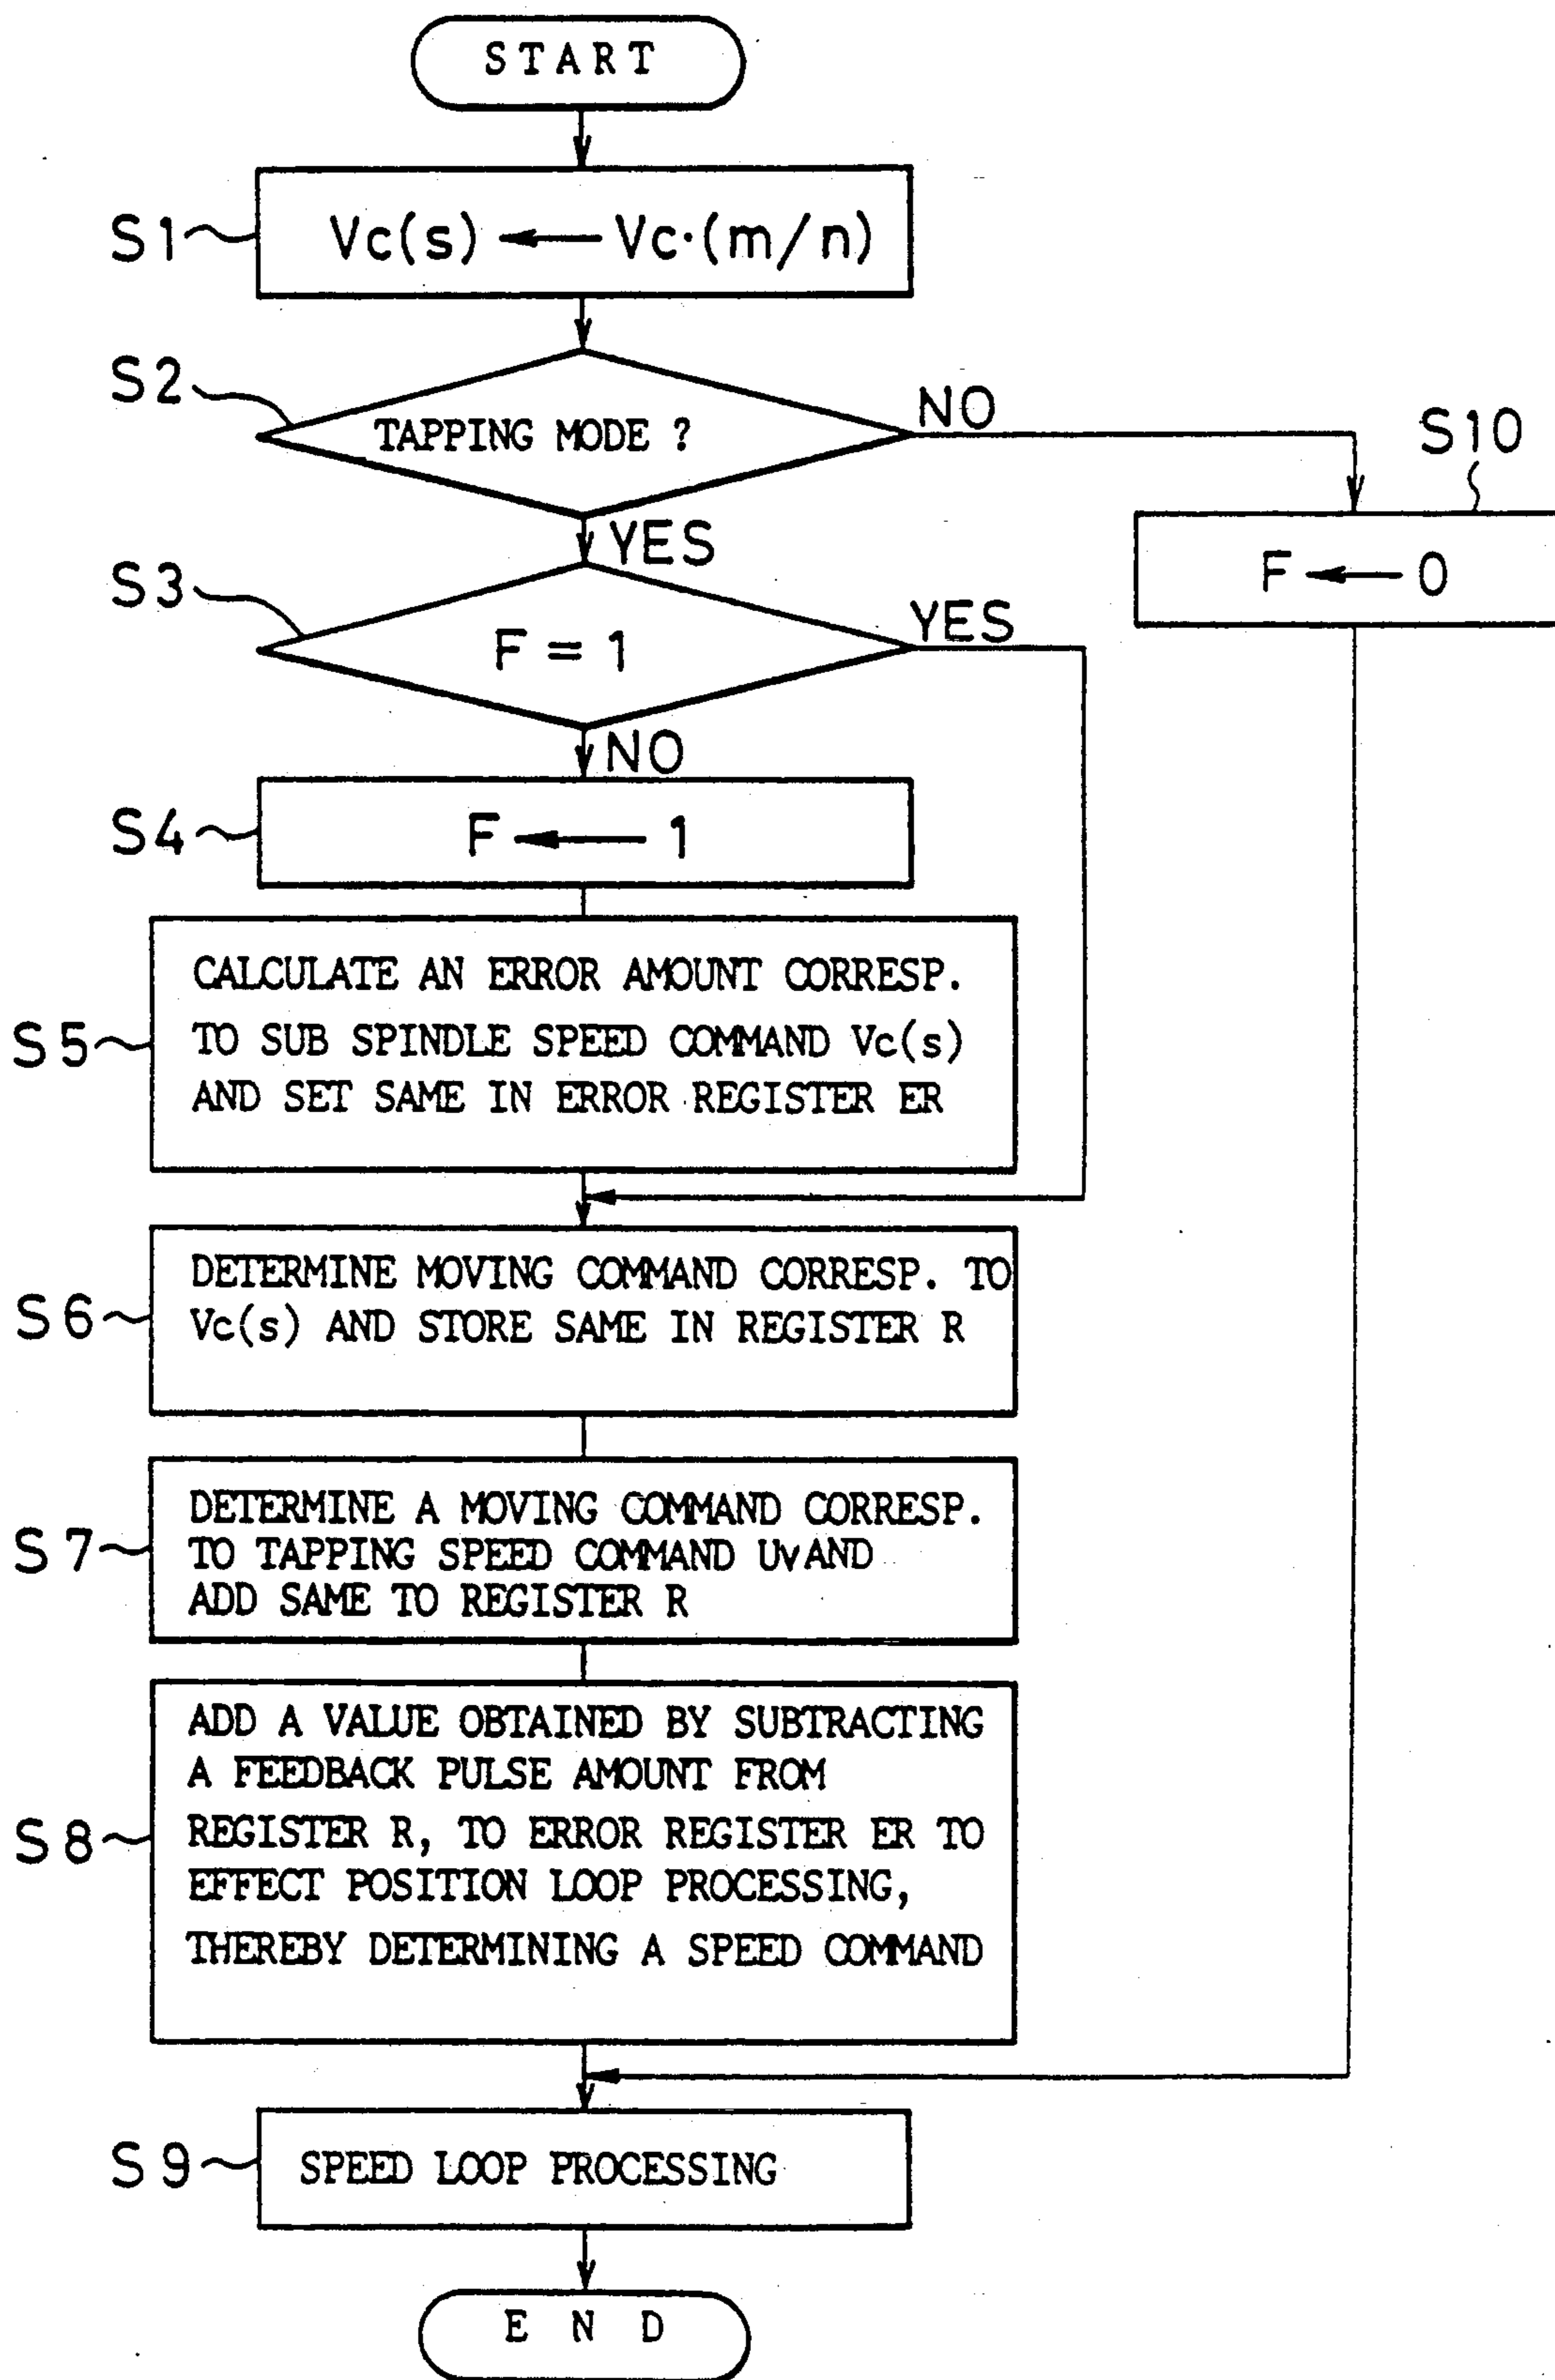 START
S1
Vc(s) ← Vc·(m/n)
S2
TAPPING MODE ?
NO
S10
YES
F ← 0
S3
F = 1
YES
NO
S4
F ← 1
S5
CALCULATE AN ERROR AMOUNT CORRESP.
TO SUB SPINDLE SPEED COMMAND Vc(s)
AND SET SAME IN ERROR REGISTER ER
S6
DETERMINE MOVING COMMAND CORRESP. TO
Vc(s) AND STORE SAME IN REGISTER R
S7
DETERMINE A MOVING COMMAND CORRESP.
TO TAPPING SPEED COMMAND Uv AND
ADD SAME TO REGISTER R
S8
ADD A VALUE OBTAINED BY SUBTRACTING
A FEEDBACK PULSE AMOUNT FROM
REGISTER R, TO ERROR REGISTER ER TO
EFFECT POSITION LOOP PROCESSING,
THEREBY DETERMINING A SPEED COMMAND
S9
SPEED LOOP PROCESSING
END